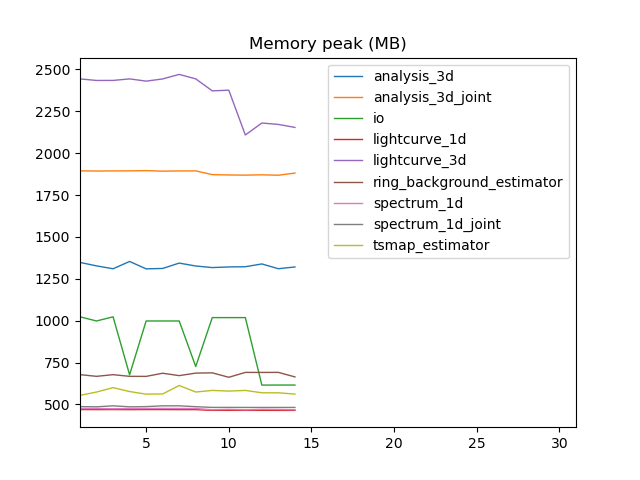 Memory peak (MB)
2500
2250
2000
1750
1500
1250
1000
750
500
5
10
15
20
25
30
analysis_3d
analysis_3d_joint
io
lightcurve_1d
lightcurve_3d
ring_background_estimator
spectrum_1d
spectrum_1d_joint
tsmap_estimator